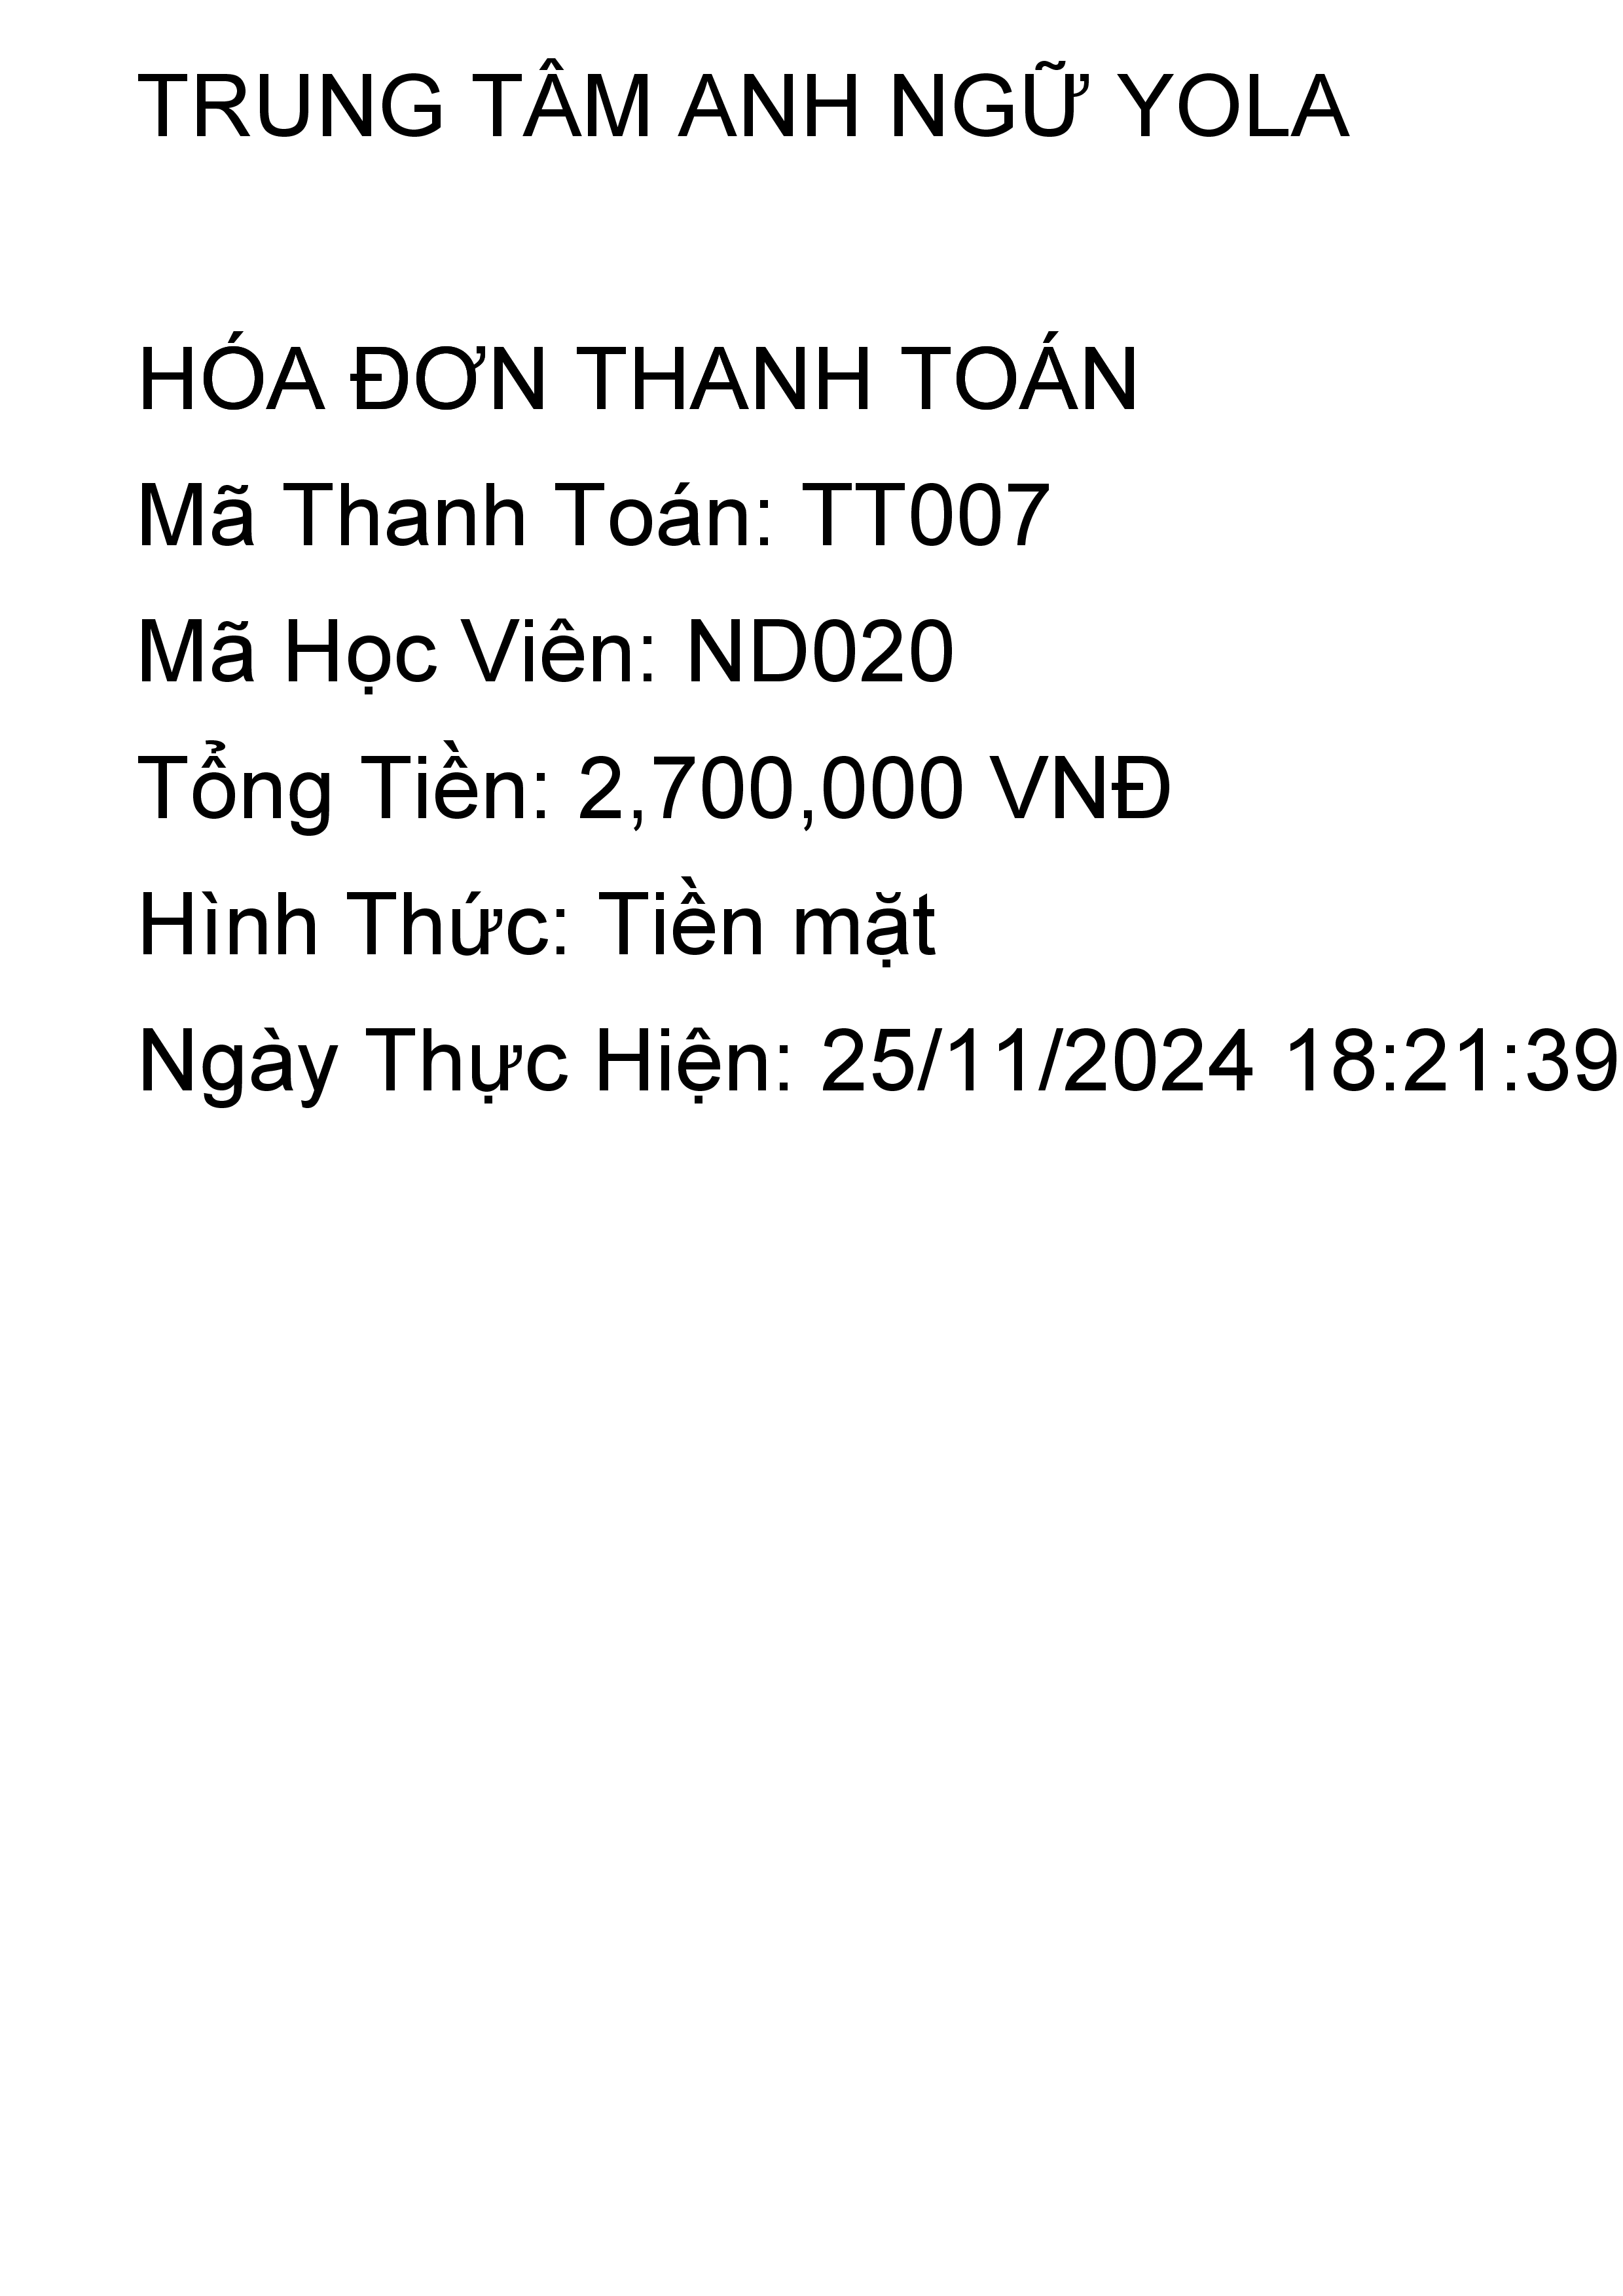 TRUNG TÂM ANH NGỮ YOLA
HÓA ĐƠN THANH TOÁN
Mã Thanh Toán: TT007
Mã Học Viên: ND020
Tổng Tiền: 2,700,000 VNĐ
Hình Thức: Tiền mặt
Ngày Thực Hiện: 25/11/2024 18:21:39